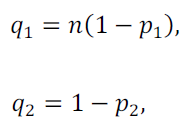 q₁ = n(1 − p₁),
q₂ = 1 − p₂,